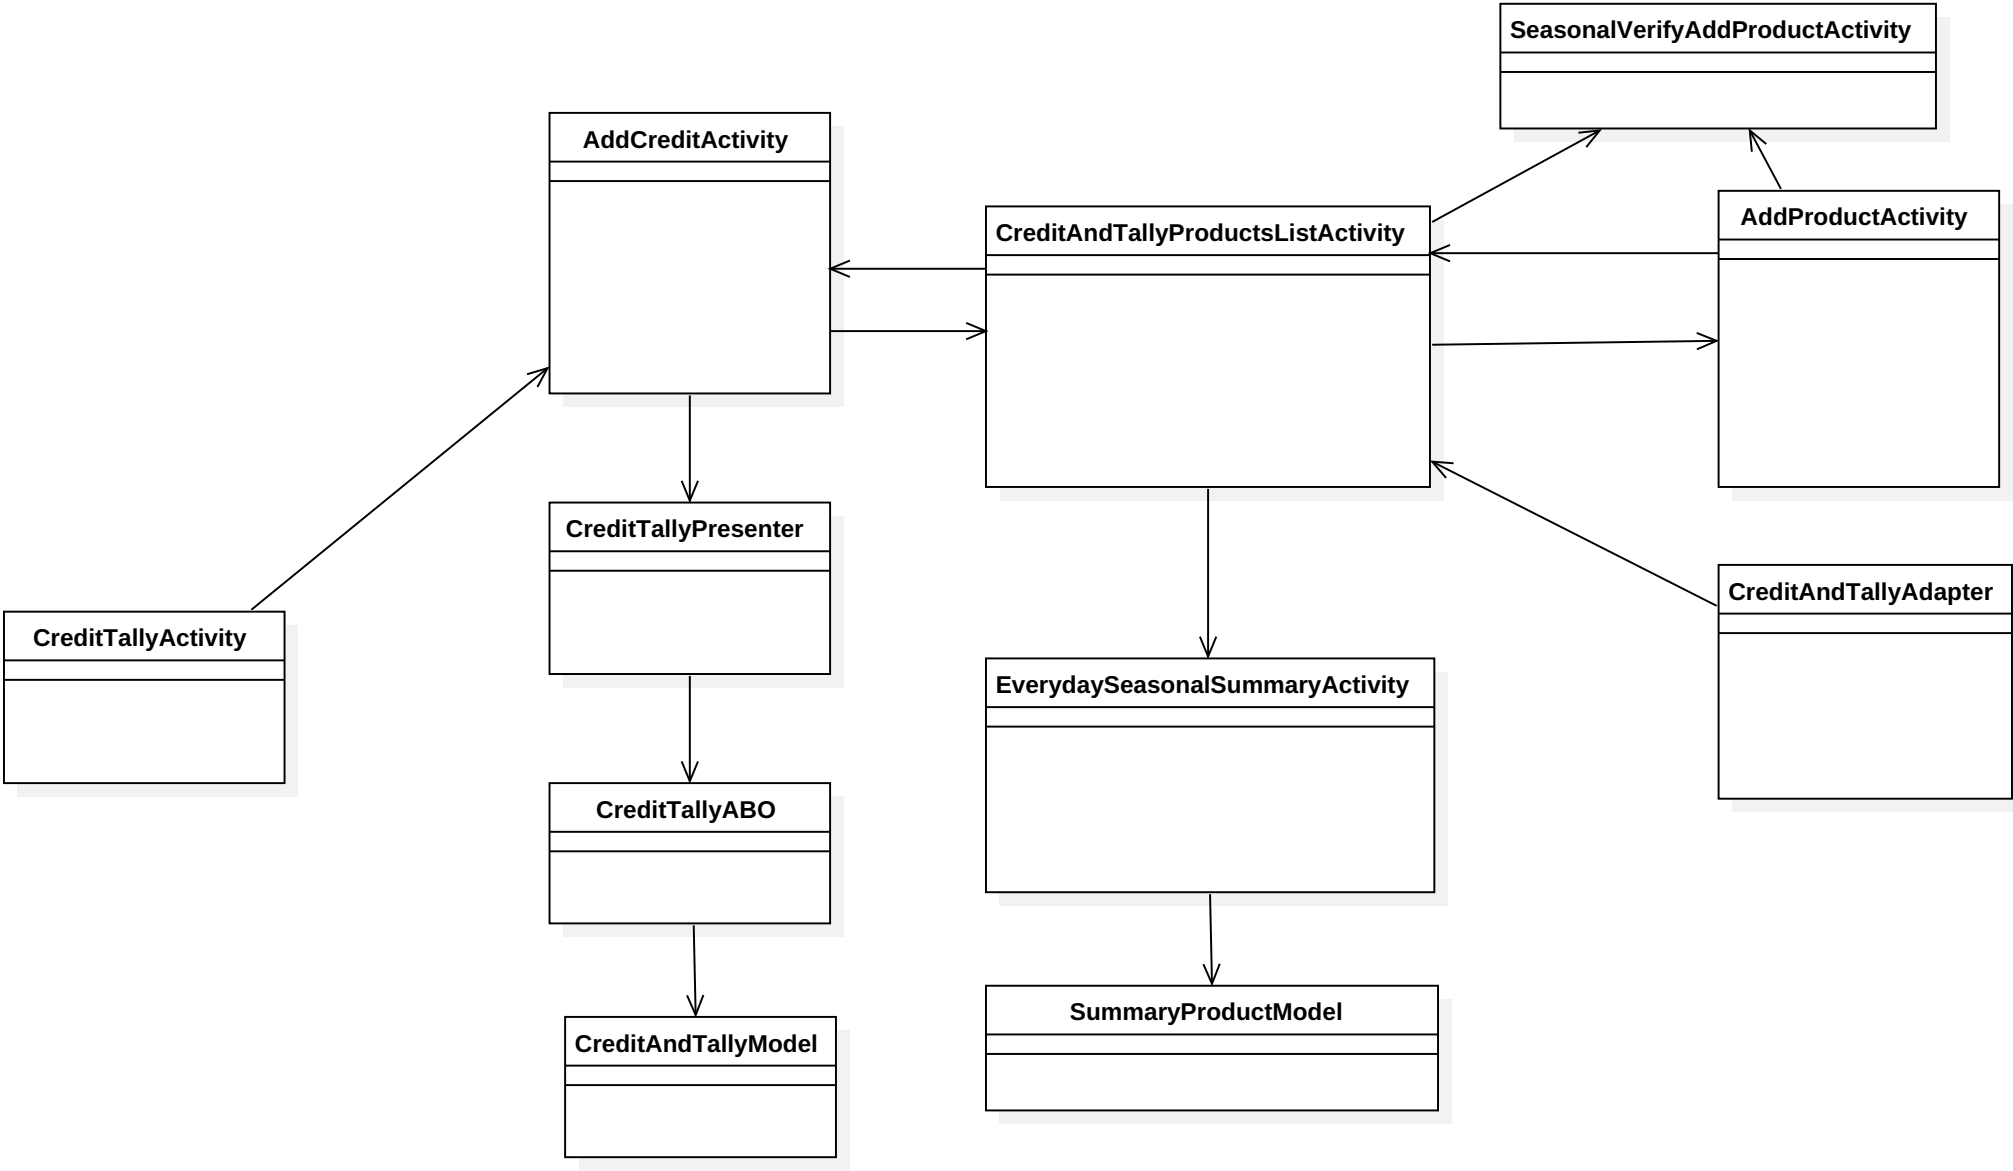 SeasonalVerifyAddProductActivity
AddCreditActivity
AddProductActivity
CreditAndTallyProductsListActivity
CreditTallyPresenter
CreditAndTallyAdapter
CreditTallyActivity
EverydaySeasonalSummaryActivity
CreditTallyABO
SummaryProductModel
CreditAndTallyModel